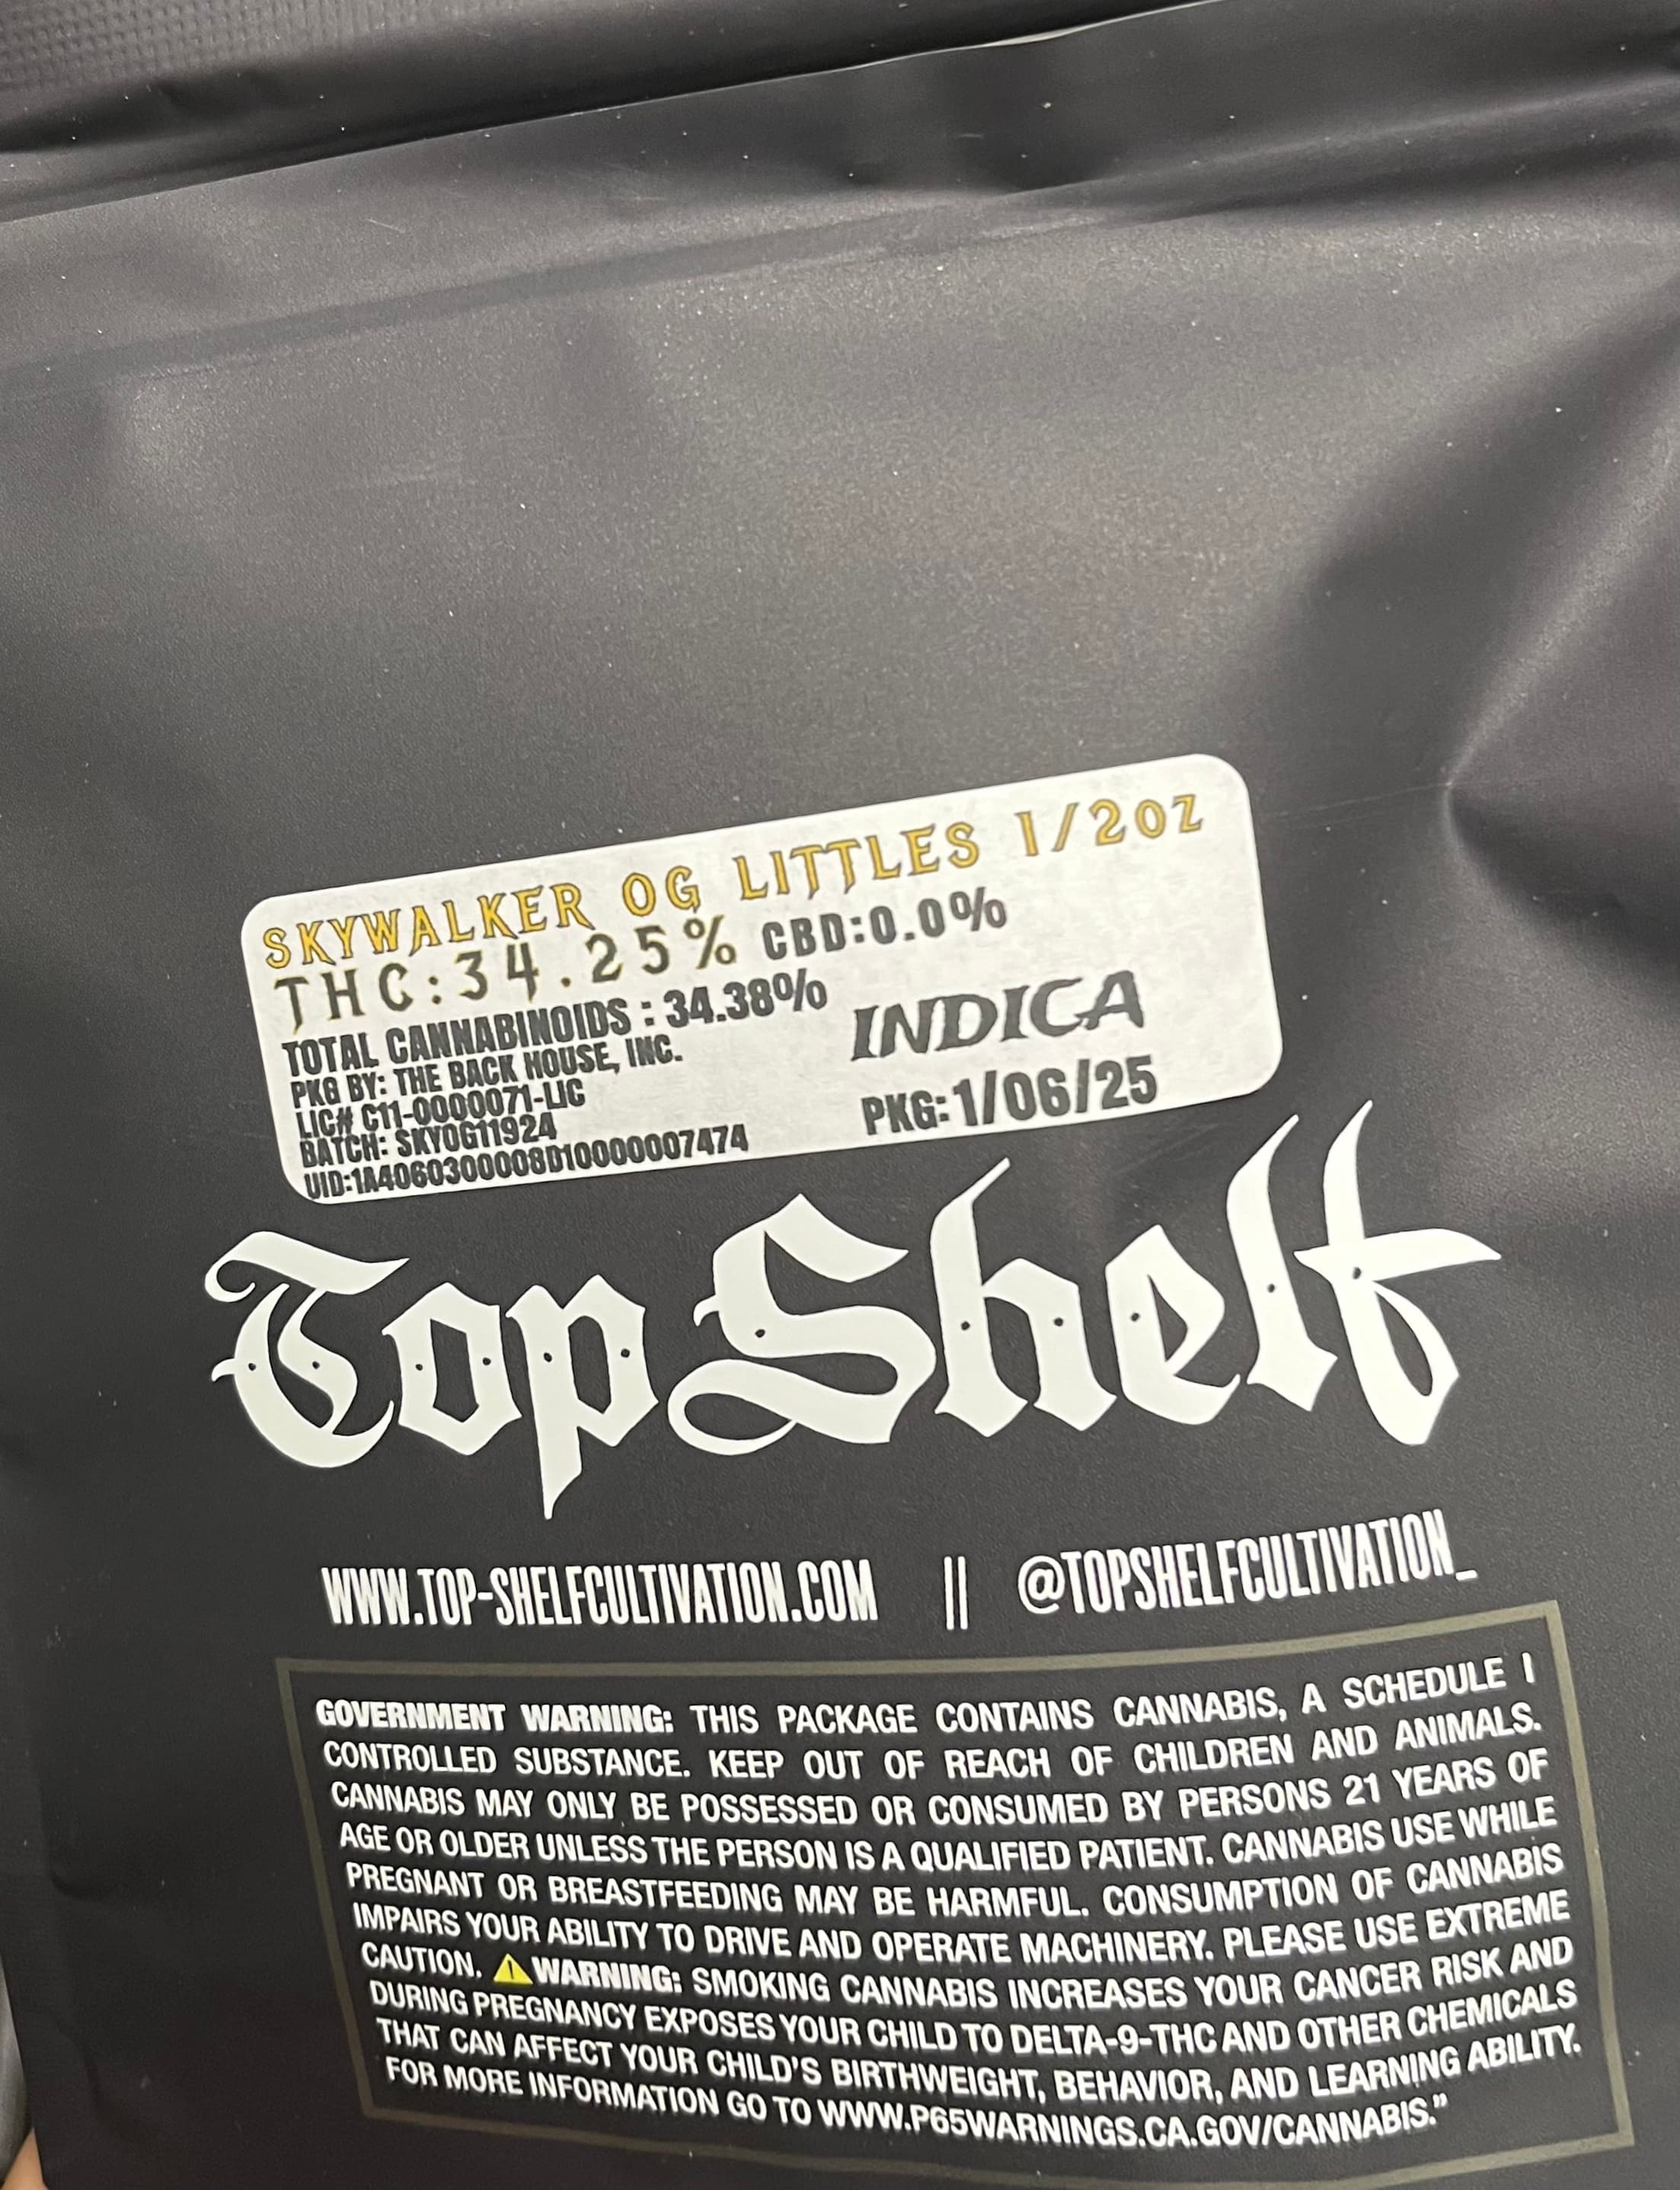 SKYWALKER OG LITTLES 1/2oz
THC:34.25% CBD:0.0%
TOTAL CANNABINOIDS : 34.38%
INDICA
PKG BY: THE BACK HOUSE, INC.
LIC# C11-0000071-LIC
BATCH: SKYOG11924
PKG: 1/06/25
UID:1A4060300008D10000007474
Top Shelf
WWW.TOP-SHELFCULTIVATION.COM || @TOPSHELFCULTIVATION_
GOVERNMENT WARNING: THIS PACKAGE CONTAINS CANNABIS, A SCHEDULE I
CONTROLLED SUBSTANCE. KEEP OUT OF REACH OF CHILDREN AND ANIMALS.
CANNABIS MAY ONLY BE POSSESSED OR CONSUMED BY PERSONS 21 YEARS OF
AGE OR OLDER UNLESS THE PERSON IS A QUALIFIED PATIENT. CANNABIS USE WHILE
PREGNANT OR BREASTFEEDING MAY BE HARMFUL. CONSUMPTION OF CANNABIS
IMPAIRS YOUR ABILITY TO DRIVE AND OPERATE MACHINERY. PLEASE USE EXTREME
CAUTION. ⚠WARNING: SMOKING CANNABIS INCREASES YOUR CANCER RISK AND
DURING PREGNANCY EXPOSES YOUR CHILD TO DELTA-9-THC AND OTHER CHEMICALS
THAT CAN AFFECT YOUR CHILD'S BIRTHWEIGHT, BEHAVIOR, AND LEARNING ABILITY.
FOR MORE INFORMATION GO TO WWW.P65WARNINGS.CA.GOV/CANNABIS.”